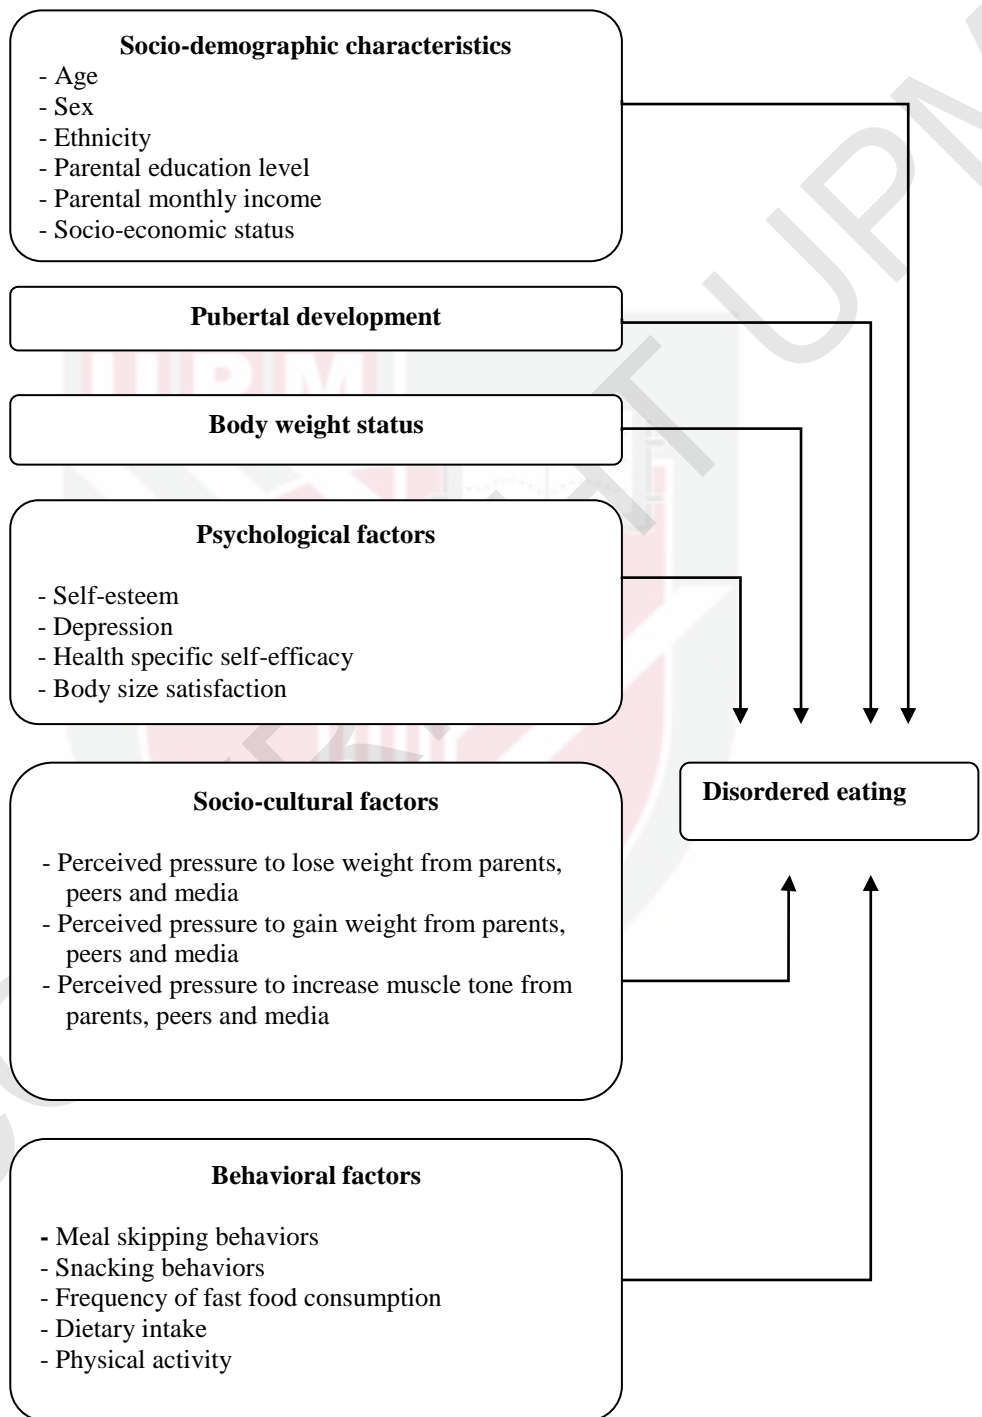 Socio-demographic characteristics
- Age
- Sex
- Ethnicity
- Parental education level
- Parental monthly income
- Socio-economic status
Pubertal development
Body weight status
Psychological factors
- Self-esteem
- Depression
- Health specific self-efficacy
- Body size satisfaction
Socio-cultural factors
- Perceived pressure to lose weight from parents,
peers and media
- Perceived pressure to gain weight from parents,
peers and media
- Perceived pressure to increase muscle tone from
parents, peers and media
Disordered eating
Behavioral factors
- Meal skipping behaviors
- Snacking behaviors
- Frequency of fast food consumption
- Dietary intake
- Physical activity
UPM